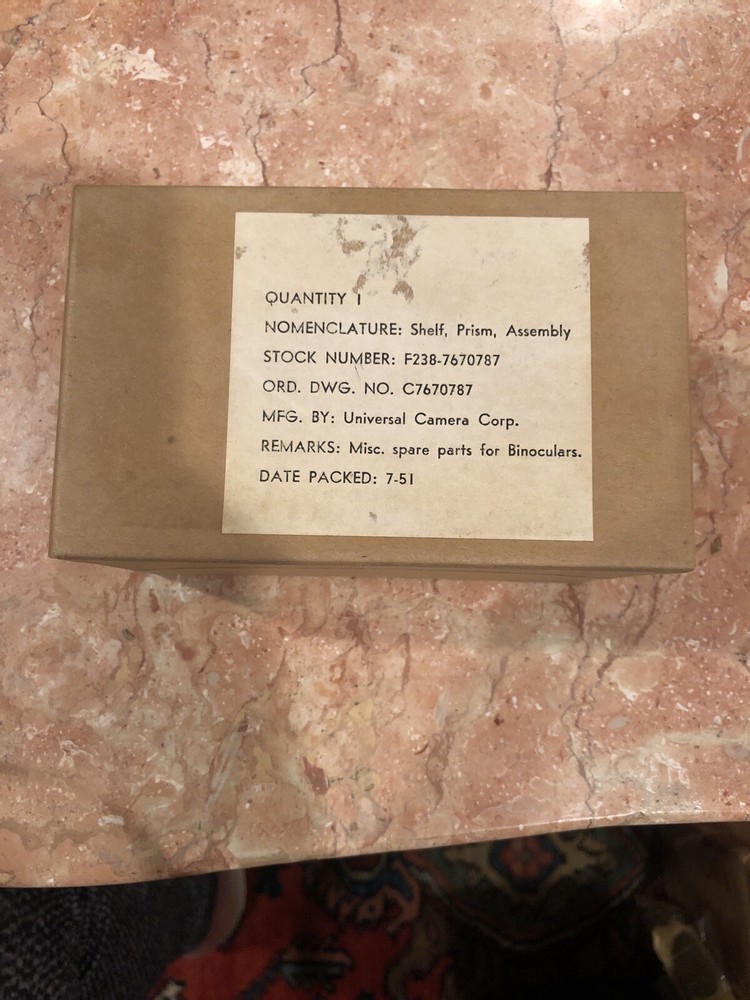 QUANTITY 1
NOMENCLATURE: Shelf, Prism, Assembly
STOCK NUMBER: F238-7670787
ORD. DWG. NO. C7670787
MFG. BY: Universal Camera Corp.
REMARKS: Misc. spare parts for Binoculars.
DATE PACKED: 7-51